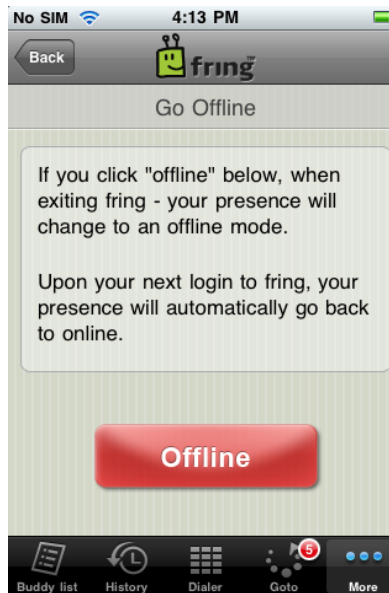 No SIM 4:13 PM
Back fring™
Go Offline
If you click "offline" below, when
exiting fring - your presence will
change to an offline mode.
Upon your next login to fring, your
presence will automatically go back
to online.
Offline
5
Buddy list History Dialer Goto More